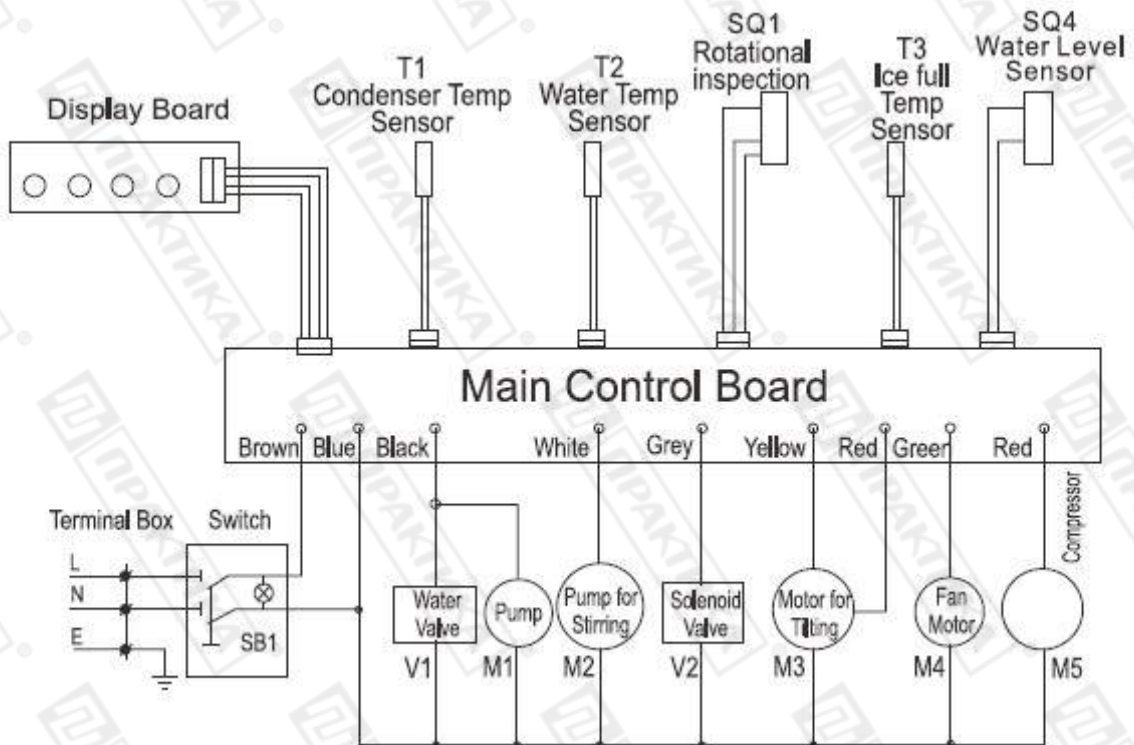 SQ1
Rotational
inspection
SQ4
Water Level
Sensor
T1
Condenser Temp
Sensor
T2
Water Temp
Sensor
T3
Ice full
Temp
Sensor
Display Board
Main Control Board
Brown
Blue
Black
White
Grey
Yellow
Red
Green
Red
Compressor
Terminal Box
Switch
L
N
E
SB1
Water
Valve
Pump
Pump for
Stirring
Solenoid
Valve
Motor for
Tilting
Fan
Motor
V1
M1
M2
V2
M3
M4
M5
ПРАКТИКА ®